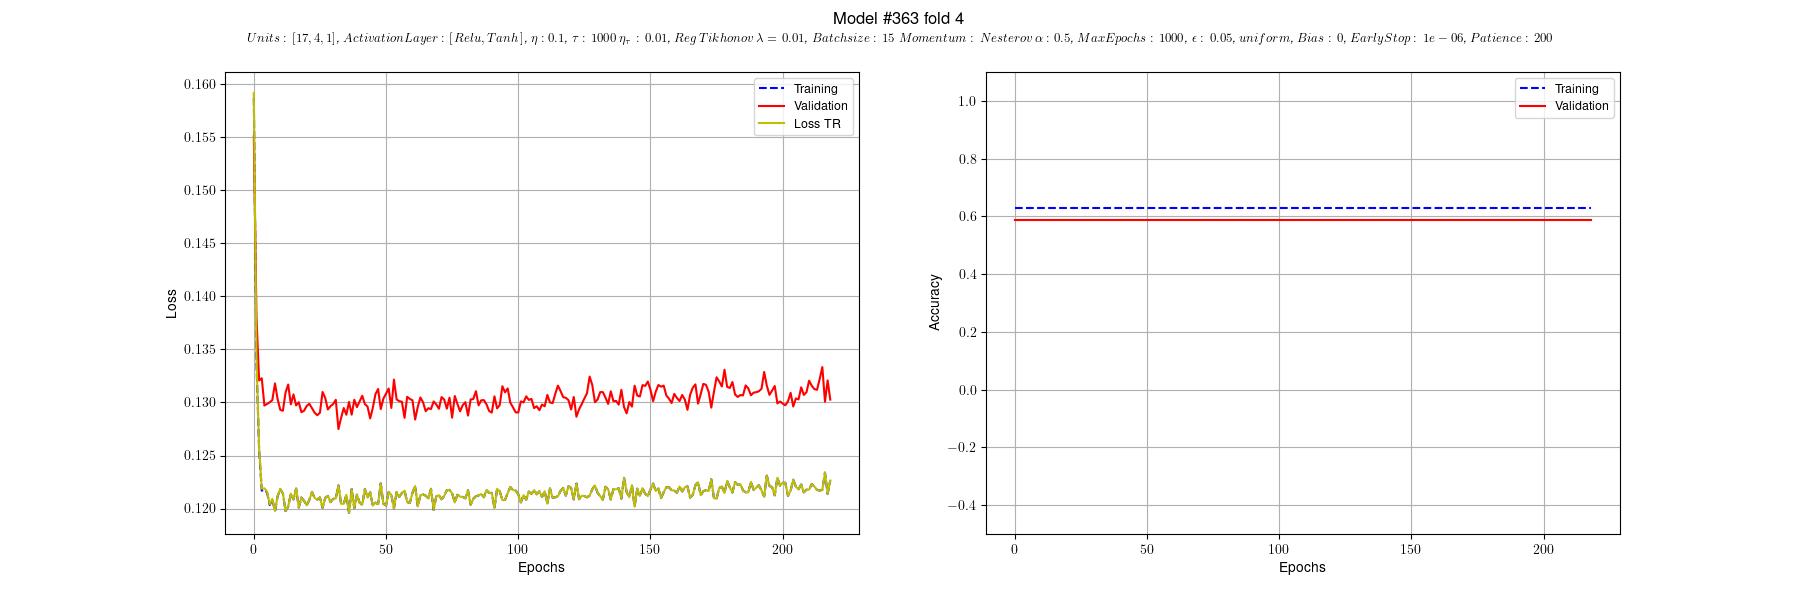 Model #363 fold 4
Units : [17, 4, 1], ActivationLayer : [Relu, Tanh], η : 0.1, τ : 1000 ητ : 0.01, Reg Tikhonov λ = 0.01, Batchsize : 15 Momentum : Nesterov α : 0.5, MaxEpochs : 1000, ϵ : 0.05, uniform, Bias : 0, EarlyStop : 1e − 06, Patience : 200
Loss
0.160
0.155
0.150
0.145
0.140
0.135
0.130
0.125
0.120
0 50 100 150 200
Epochs
Training
Validation
Loss TR
Accuracy
1.0
0.8
0.6
0.4
0.2
0.0
−0.2
−0.4
0 50 100 150 200
Epochs
Training
Validation